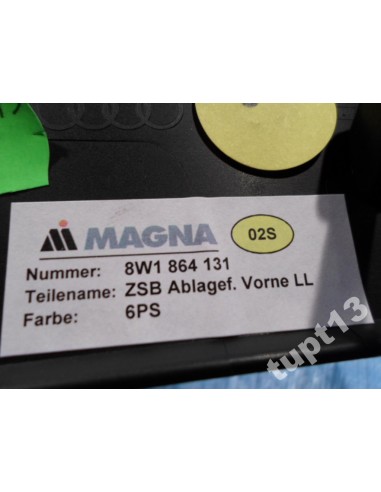 MAGNA 02S
Nummer: 8W1 864 131
Teilename: ZSB Ablagef. Vorne LL
Farbe: 6PS
tupt13